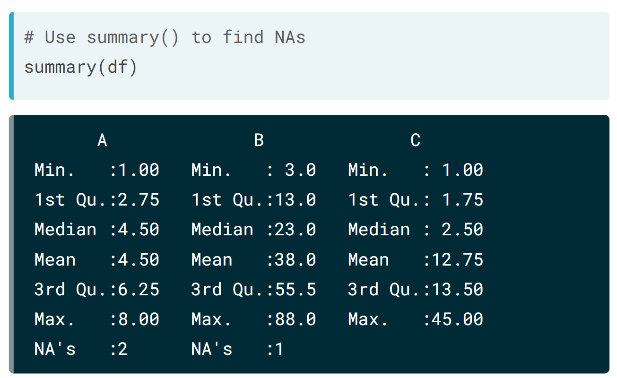 # Use summary() to find NAs
summary(df)
A B C
Min. :1.00 Min. : 3.0 Min. : 1.00
1st Qu.:2.75 1st Qu.:13.0 1st Qu.: 1.75
Median :4.50 Median :23.0 Median : 2.50
Mean :4.50 Mean :38.0 Mean :12.75
3rd Qu.:6.25 3rd Qu.:55.5 3rd Qu.:13.50
Max. :8.00 Max. :88.0 Max. :45.00
NA's :2 NA's :1